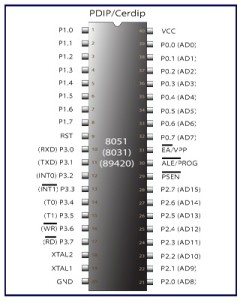 PDIP/Cerdip
P1.0
P1.1
P1.2
P1.3
P1.4
P1.5
P1.6
P1.7
RST
(RXD) P3.0
(TXD) P3.1
(INT0) P3.2
(INT1) P3.3
(T0) P3.4
(T1) P3.5
(WR) P3.6
(RD) P3.7
XTAL2
XTAL1
GND
8051
(8031)
(89420)
VCC
P0.0 (AD0)
P0.1 (AD1)
P0.2 (AD2)
P0.3 (AD3)
P0.4 (AD4)
P0.5 (AD5)
P0.6 (AD6)
P0.7 (AD7)
EA/VPP
ALE/PROG
PSEN
P2.7 (AD15)
P2.6 (AD14)
P2.5 (AD13)
P2.4 (AD12)
P2.3 (AD11)
P2.2 (AD10)
P2.1 (AD9)
P2.0 (AD8)